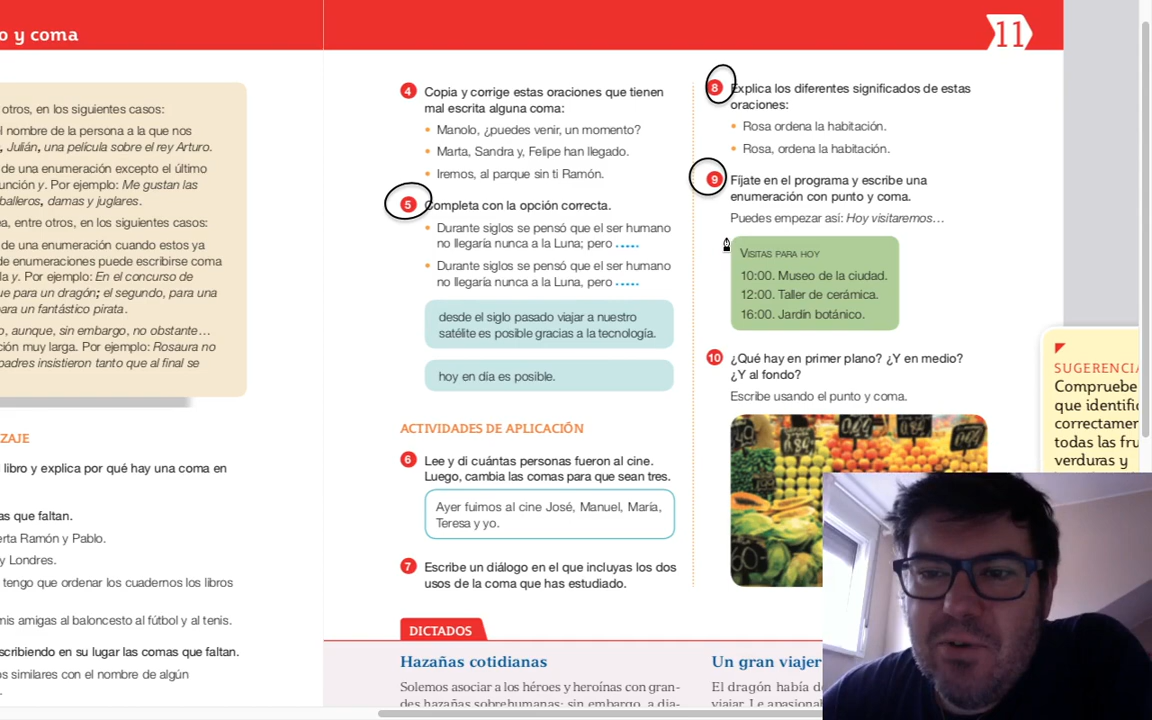 o y coma
11
otros, en los siguientes casos:
el nombre de la persona a la que nos
, Julián, una película sobre el rey Arturo.
de una enumeración excepto el último
unción y. Por ejemplo: Me gustan las
balleros, damas y juglares.
a, entre otros, en los siguientes casos:
de una enumeración cuando estos ya
de enumeraciones puede escribirse coma
la y. Por ejemplo: En el concurso de
ue para un dragón; el segundo, para una
para un fantástico pirata.
o, aunque, sin embargo, no obstante…
ción muy larga. Por ejemplo: Rosaura no
padres insistieron tanto que al final se
ZAJE
libro y explica por qué hay una coma en
as que faltan.
erta Ramón y Pablo.
y Londres.
tengo que ordenar los cuadernos los libros
mis amigas al baloncesto al fútbol y al tenis.
scribiendo en su lugar las comas que faltan.
os similares con el nombre de algún
4 Copia y corrige estas oraciones que tienen
mal escrita alguna coma:
• Manolo, ¿puedes venir, un momento?
• Marta, Sandra y, Felipe han llegado.
• Iremos, al parque sin ti Ramón.
5 Completa con la opción correcta.
• Durante siglos se pensó que el ser humano
no llegaría nunca a la Luna; pero .....
• Durante siglos se pensó que el ser humano
no llegaría nunca a la Luna, pero .....
desde el siglo pasado viajar a nuestro
satélite es posible gracias a la tecnología.
hoy en día es posible.
ACTIVIDADES DE APLICACIÓN
6 Lee y di cuántas personas fueron al cine.
Luego, cambia las comas para que sean tres.
Ayer fuimos al cine José, Manuel, María,
Teresa y yo.
7 Escribe un diálogo en el que incluyas los dos
usos de la coma que has estudiado.
8 Explica los diferentes significados de estas
oraciones:
• Rosa ordena la habitación.
• Rosa, ordena la habitación.
9 Fíjate en el programa y escribe una
enumeración con punto y coma.
Puedes empezar así: Hoy visitaremos…
VISITAS PARA HOY
10:00. Museo de la ciudad.
12:00. Taller de cerámica.
16:00. Jardín botánico.
10 ¿Qué hay en primer plano? ¿Y en medio?
¿Y al fondo?
Escribe usando el punto y coma.
SUGERENCIA
Compruebe
que identific
correctamen
todas las fru
verduras y
DICTADOS
Hazañas cotidianas
Solemos asociar a los héroes y heroínas con gran-
des hazañas sobrehumanas; sin embargo, a dia-
Un gran viajer
El dragón había d
viajar. Le apasiona